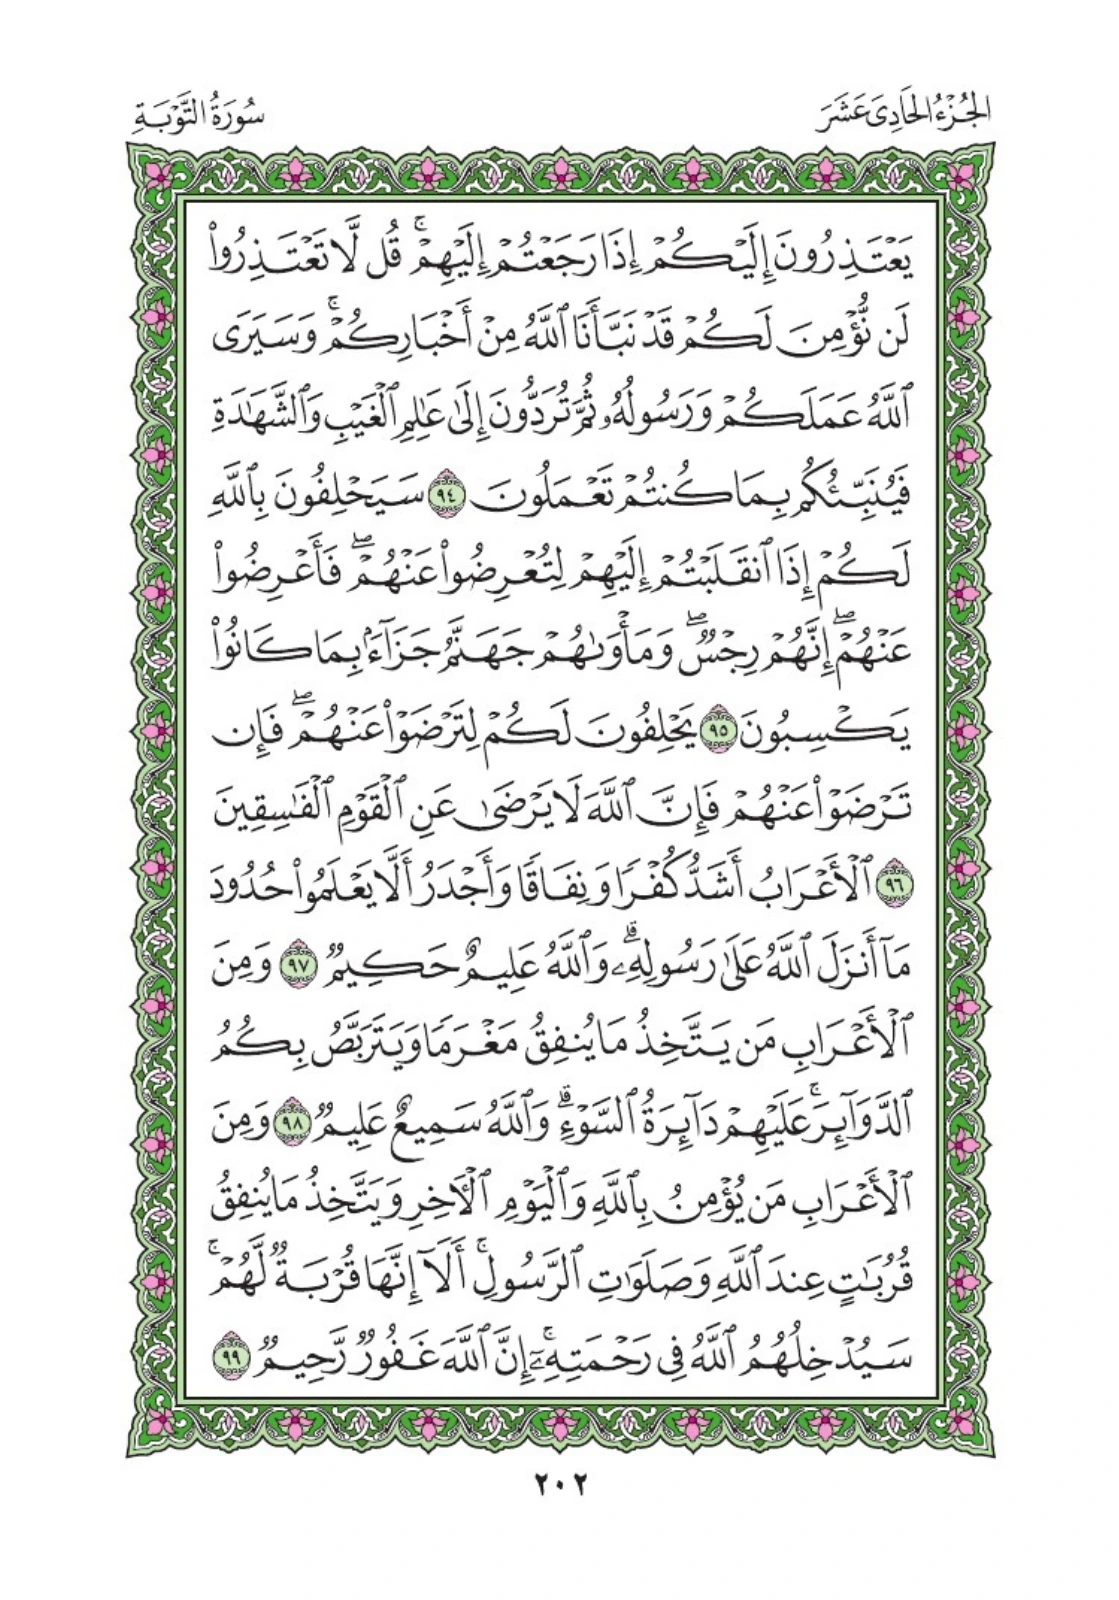 الجُزْءُ الحَادِىَ عَشَرَ
سُورَةُ التَّوْبَةِ
يَعْتَذِرُونَ إِلَيْكُمْ إِذَا رَجَعْتُمْ إِلَيْهِمْ ۚ قُل لَّا تَعْتَذِرُوا۟
لَن نُّؤْمِنَ لَكُمْ قَدْ نَبَّأَنَا ٱللَّهُ مِنْ أَخْبَارِكُمْ ۚ وَسَيَرَى
ٱللَّهُ عَمَلَكُمْ وَرَسُولُهُۥ ثُمَّ تُرَدُّونَ إِلَىٰ عَـٰلِمِ ٱلْغَيْبِ وَٱلشَّهَـٰدَةِ
فَيُنَبِّئُكُم بِمَا كُنتُمْ تَعْمَلُونَ ٩٤ سَيَحْلِفُونَ بِٱللَّهِ
لَكُمْ إِذَا ٱنقَلَبْتُمْ إِلَيْهِمْ لِتُعْرِضُوا۟ عَنْهُمْ ۖ فَأَعْرِضُوا۟
عَنْهُمْ ۖ إِنَّهُمْ رِجْسٌ ۖ وَمَأْوَىٰهُمْ جَهَنَّمُ جَزَآءًۢ بِمَا كَانُوا۟
يَكْسِبُونَ ٩٥ يَحْلِفُونَ لَكُمْ لِتَرْضَوْا۟ عَنْهُمْ ۖ فَإِن
تَرْضَوْا۟ عَنْهُمْ فَإِنَّ ٱللَّهَ لَا يَرْضَىٰ عَنِ ٱلْقَوْمِ ٱلْفَـٰسِقِينَ
٩٦ ٱلْأَعْرَابُ أَشَدُّ كُفْرًا وَنِفَاقًا وَأَجْدَرُ أَلَّا يَعْلَمُوا۟ حُدُودَ
مَآ أَنزَلَ ٱللَّهُ عَلَىٰ رَسُولِهِۦ ۗ وَٱللَّهُ عَلِيمٌ حَكِيمٌ ٩٧ وَمِنَ
ٱلْأَعْرَابِ مَن يَتَّخِذُ مَا يُنفِقُ مَغْرَمًا وَيَتَرَبَّصُ بِكُمُ
ٱلدَّوَآئِرَ ۚ عَلَيْهِمْ دَآئِرَةُ ٱلسَّوْءِ ۗ وَٱللَّهُ سَمِيعٌ عَلِيمٌ ٩٨ وَمِنَ
ٱلْأَعْرَابِ مَن يُؤْمِنُ بِٱللَّهِ وَٱلْيَوْمِ ٱلْـَٔاخِرِ وَيَتَّخِذُ مَا يُنفِقُ
قُرُبَـٰتٍ عِندَ ٱللَّهِ وَصَلَوَٰتِ ٱلرَّسُولِ ۚ أَلَآ إِنَّهَا قُرْبَةٌ لَّهُمْ ۚ
سَيُدْخِلُهُمُ ٱللَّهُ فِى رَحْمَتِهِۦٓ ۗ إِنَّ ٱللَّهَ غَفُورٌ رَّحِيمٌ ٩٩
٢٠٢